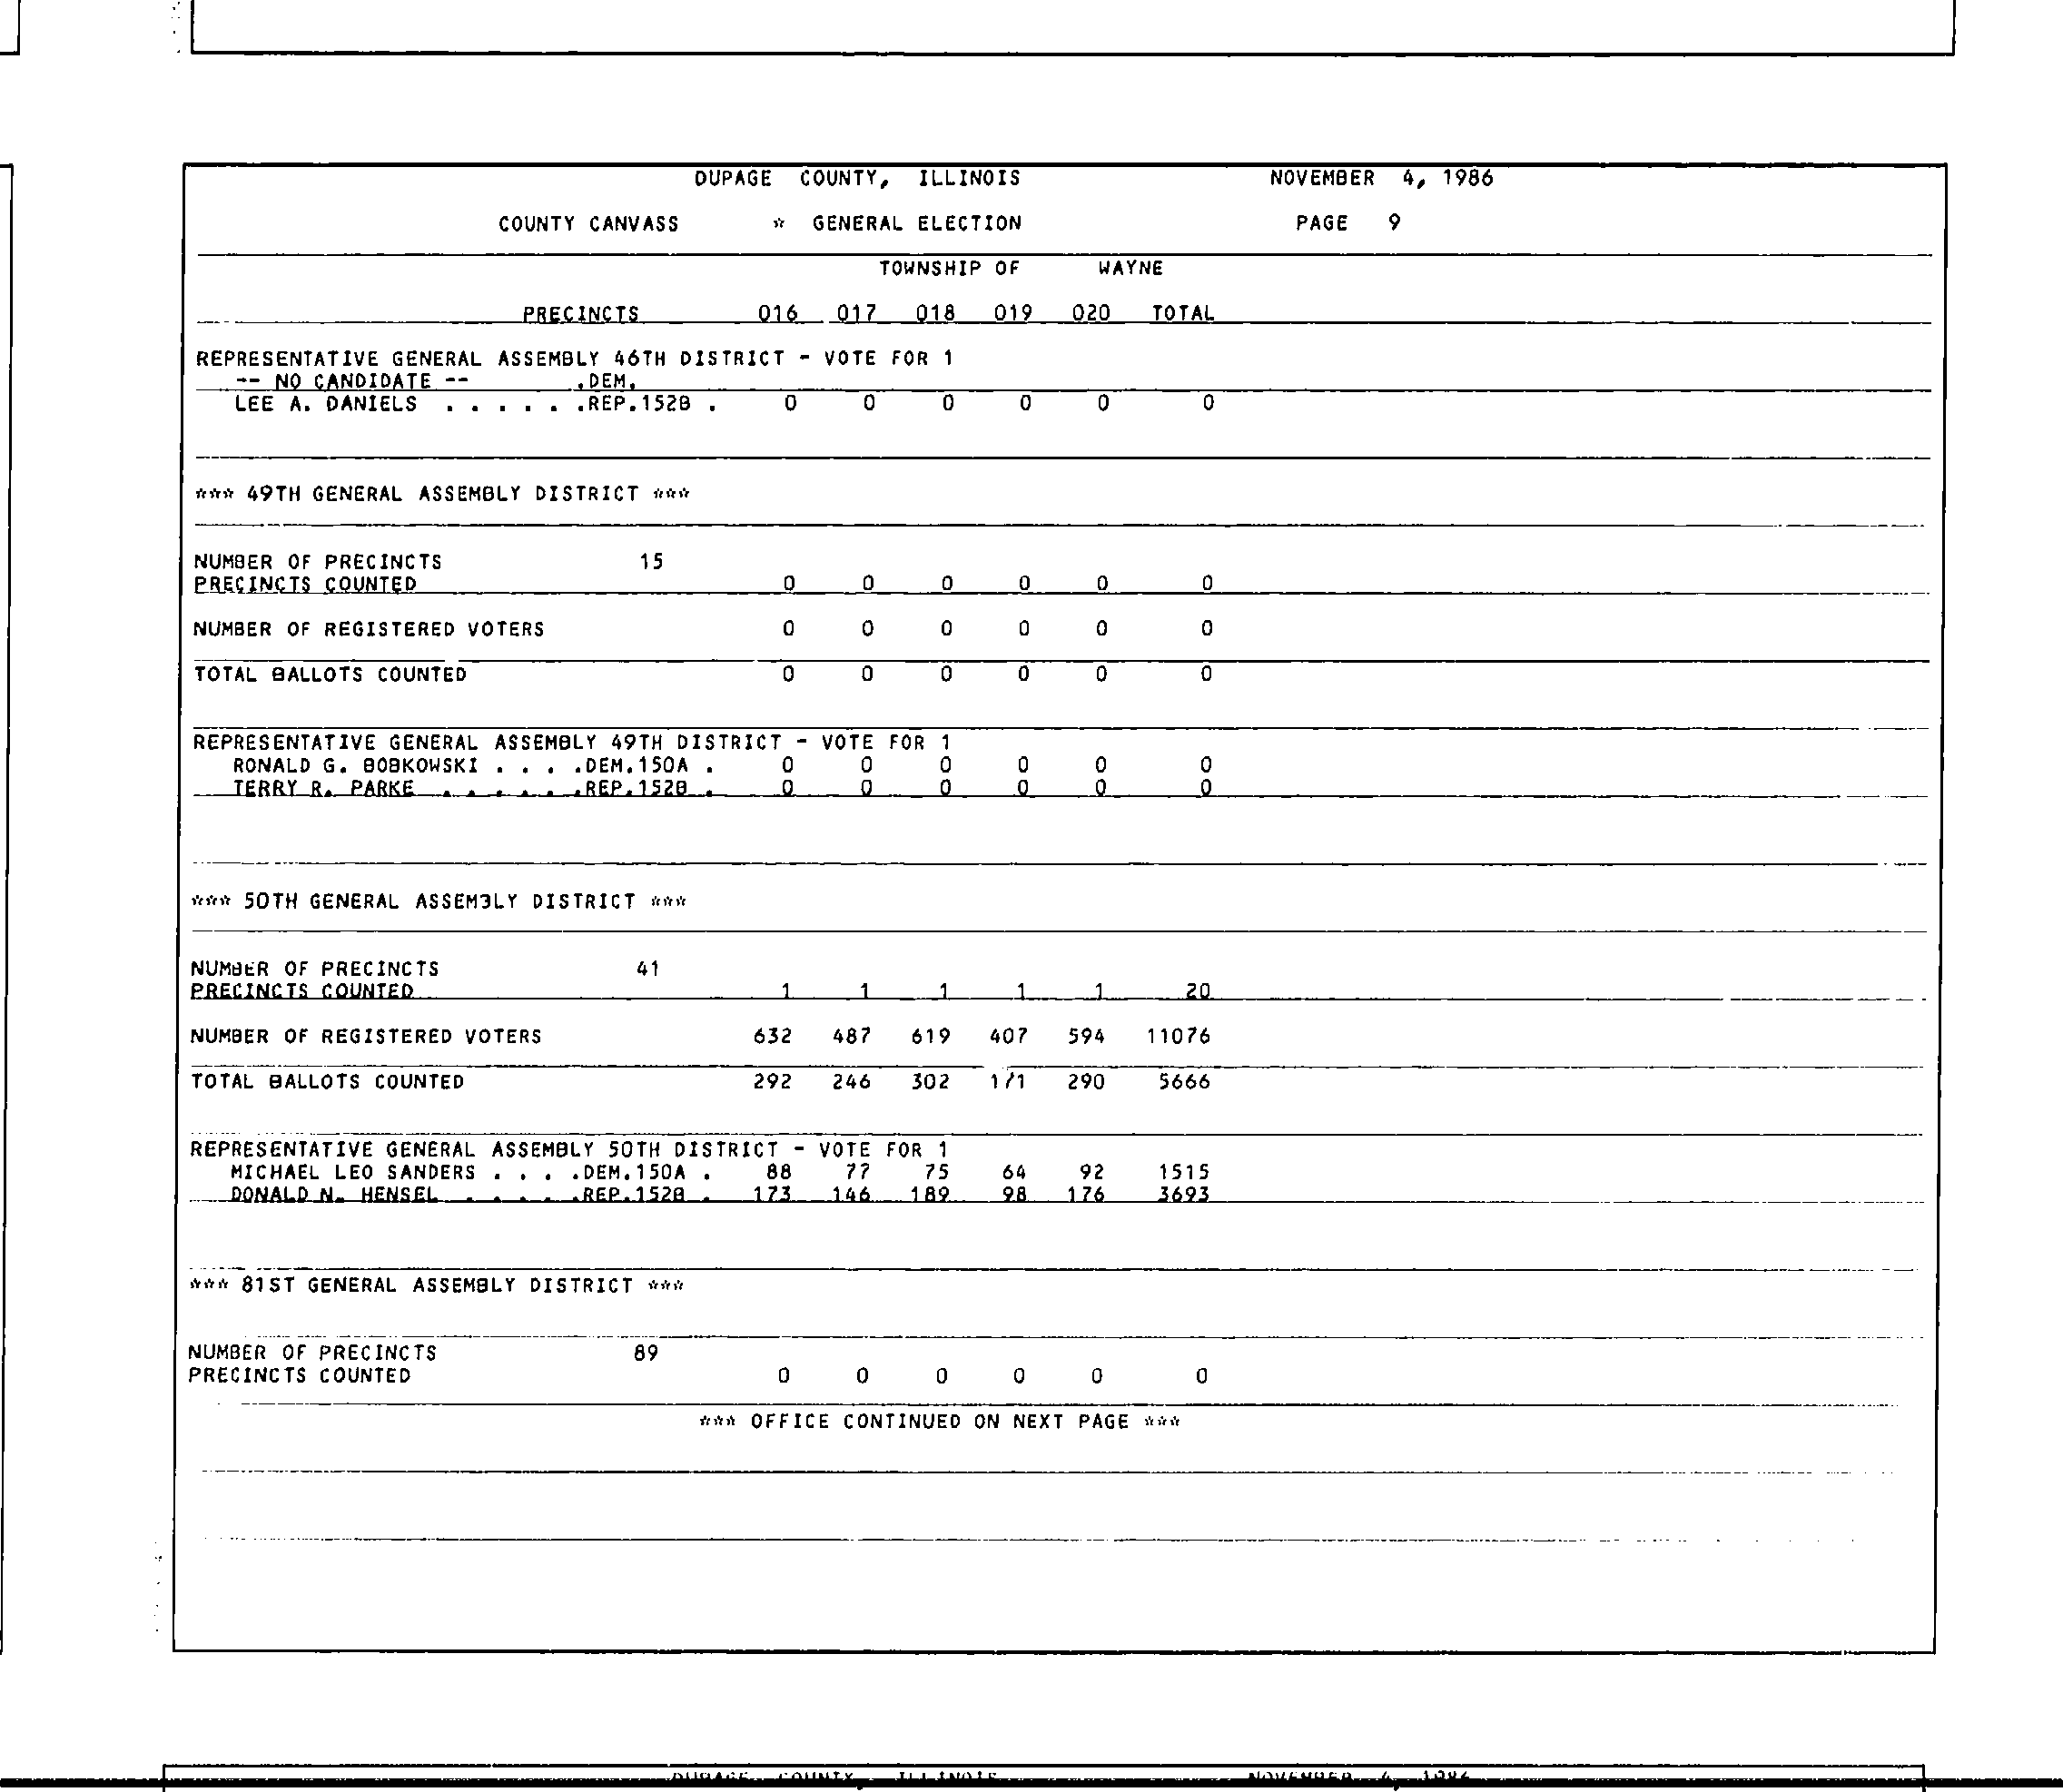 DUPAGE COUNTY, ILLINOIS NOVEMBER 4, 1986
COUNTY CANVASS * GENERAL ELECTION PAGE 9
TOWNSHIP OF WAYNE
PRECINCTS 016 017 018 019 020 TOTAL
REPRESENTATIVE GENERAL ASSEMBLY 46TH DISTRICT - VOTE FOR 1
-- NO CANDIDATE -- .DEM.
LEE A. DANIELS . . . . . .REP.152B . 0 0 0 0 0 0
*** 49TH GENERAL ASSEMBLY DISTRICT ***
NUMBER OF PRECINCTS 15
PRECINCTS COUNTED 0 0 0 0 0 0
NUMBER OF REGISTERED VOTERS 0 0 0 0 0 0
TOTAL BALLOTS COUNTED 0 0 0 0 0 0
REPRESENTATIVE GENERAL ASSEMBLY 49TH DISTRICT - VOTE FOR 1
RONALD G. BOBKOWSKI . . . .DEM.150A . 0 0 0 0 0 0
TERRY R. PARKE . . . . . .REP.152B . 0 0 0 0 0 0
*** 50TH GENERAL ASSEMBLY DISTRICT ***
NUMBER OF PRECINCTS 41
PRECINCTS COUNTED 1 1 1 1 1 20
NUMBER OF REGISTERED VOTERS 632 487 619 407 594 11076
TOTAL BALLOTS COUNTED 292 246 302 171 290 5666
REPRESENTATIVE GENERAL ASSEMBLY 50TH DISTRICT - VOTE FOR 1
MICHAEL LEO SANDERS . . . .DEM.150A . 88 77 75 64 92 1515
DONALD N. HENSEL . . . . .REP.152B . 173 146 189 98 176 3693
*** 81ST GENERAL ASSEMBLY DISTRICT ***
NUMBER OF PRECINCTS 89
PRECINCTS COUNTED 0 0 0 0 0 0
*** OFFICE CONTINUED ON NEXT PAGE ***
DUPAGE COUNTY, ILLINOIS NOVEMBER 4, 1986